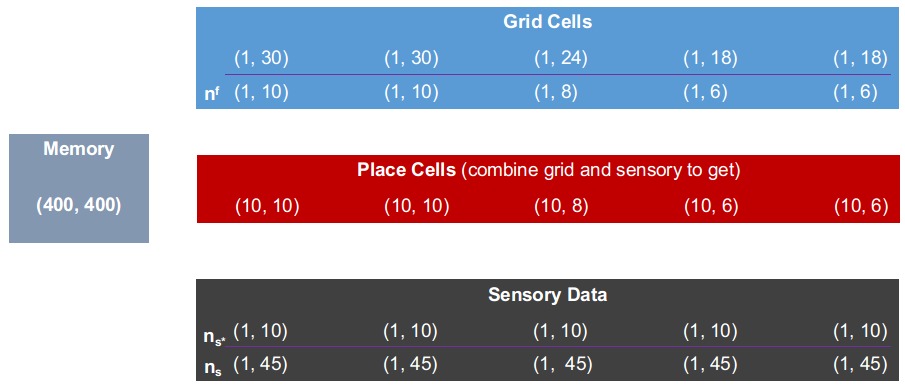 Grid Cells
(1, 30) (1, 30) (1, 24) (1, 18) (1, 18)
nᶠ (1, 10) (1, 10) (1, 8) (1, 6) (1, 6)
Memory
(400, 400)
Place Cells (combine grid and sensory to get)
(10, 10) (10, 10) (10, 8) (10, 6) (10, 6)
Sensory Data
nₛ* (1, 10) (1, 10) (1, 10) (1, 10) (1, 10)
nₛ (1, 45) (1, 45) (1, 45) (1, 45) (1, 45)